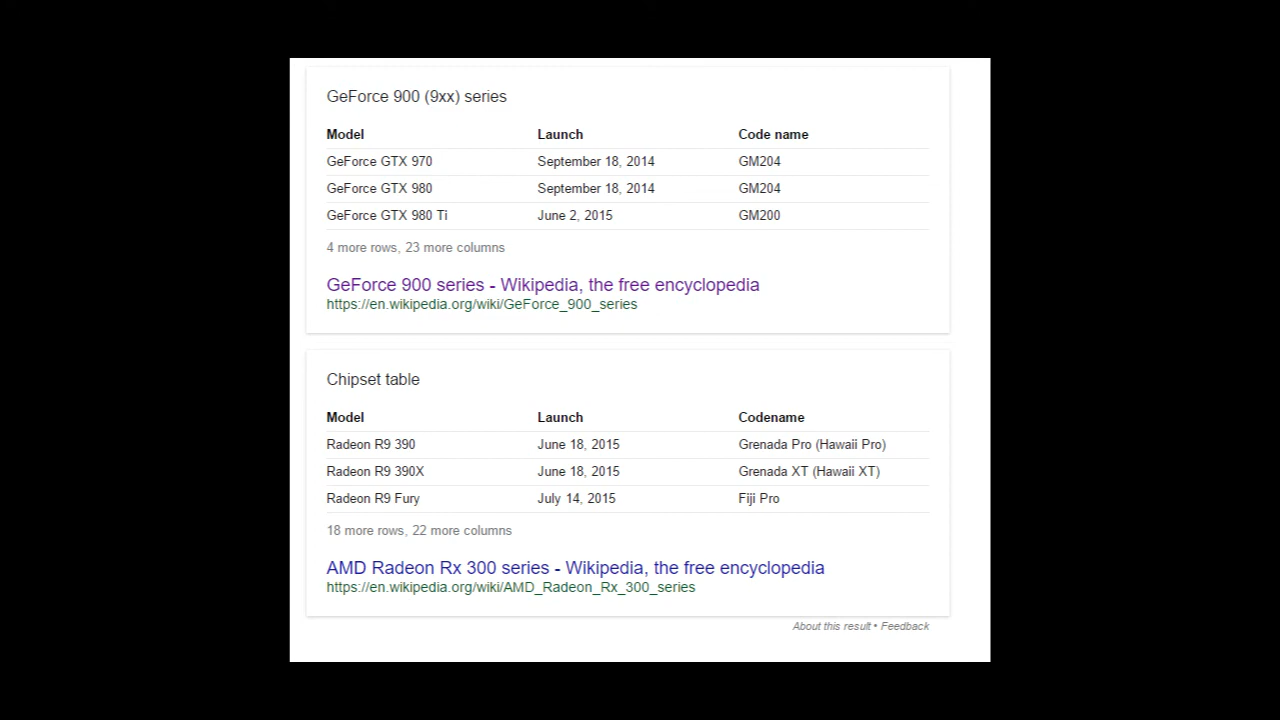 GeForce 900 (9xx) series
Model Launch Code name
GeForce GTX 970 September 18, 2014 GM204
GeForce GTX 980 September 18, 2014 GM204
GeForce GTX 980 Ti June 2, 2015 GM200
4 more rows, 23 more columns
GeForce 900 series - Wikipedia, the free encyclopedia
https://en.wikipedia.org/wiki/GeForce_900_series
Chipset table
Model Launch Codename
Radeon R9 390 June 18, 2015 Grenada Pro (Hawaii Pro)
Radeon R9 390X June 18, 2015 Grenada XT (Hawaii XT)
Radeon R9 Fury July 14, 2015 Fiji Pro
18 more rows, 22 more columns
AMD Radeon Rx 300 series - Wikipedia, the free encyclopedia
https://en.wikipedia.org/wiki/AMD_Radeon_Rx_300_series
About this result • Feedback